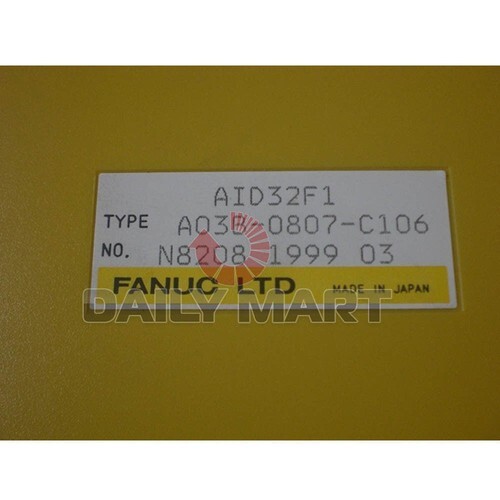 AID32F1
TYPE A03B-0807-C106
NO. N8208 1999 03
FANUC LTD MADE IN JAPAN
DAILY MART